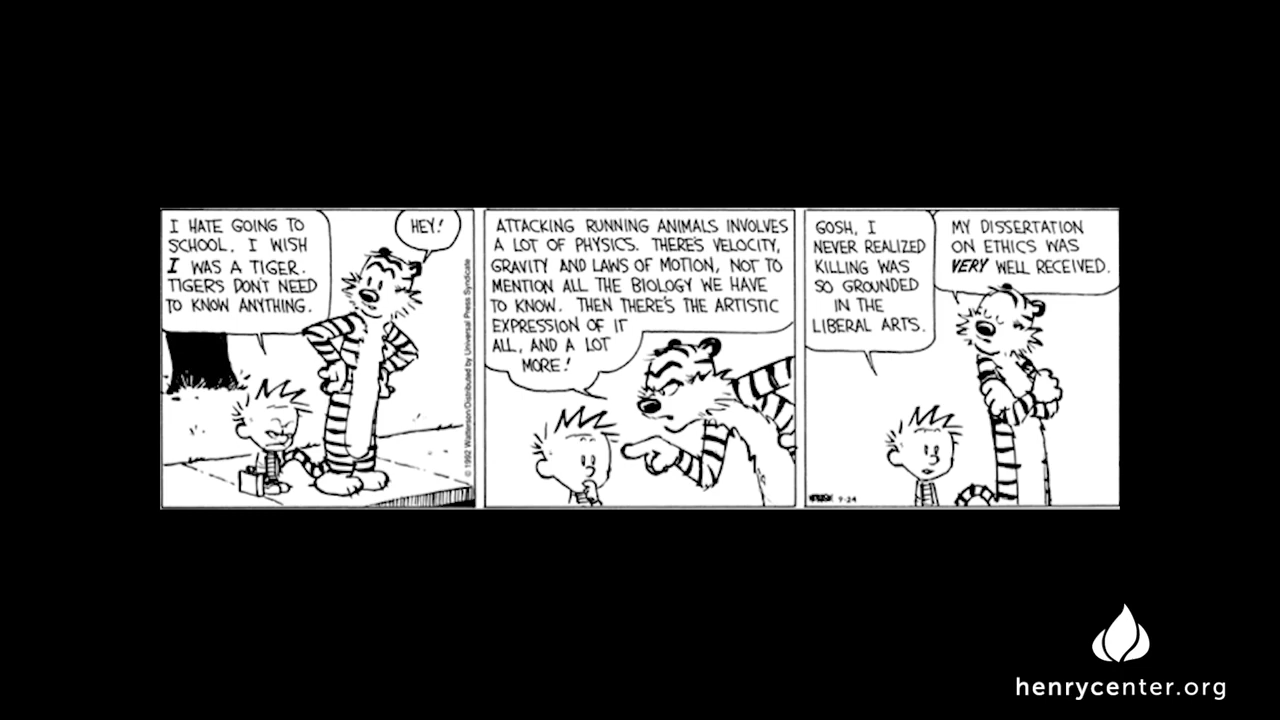 I HATE GOING TO
SCHOOL. I WISH
I WAS A TIGER.
TIGERS DON'T NEED
TO KNOW ANYTHING.
HEY!
© 1992 Watterson/Distributed by Universal Press Syndicate
ATTACKING RUNNING ANIMALS INVOLVES
A LOT OF PHYSICS. THERE'S VELOCITY,
GRAVITY AND LAWS OF MOTION, NOT TO
MENTION ALL THE BIOLOGY WE HAVE
TO KNOW. THEN THERE'S THE ARTISTIC
EXPRESSION OF IT
ALL, AND A LOT
MORE!
GOSH, I
NEVER REALIZED
KILLING WAS
SO GROUNDED
IN THE
LIBERAL ARTS.
MY DISSERTATION
ON ETHICS WAS
VERY WELL RECEIVED.
9-24
henrycenter.org